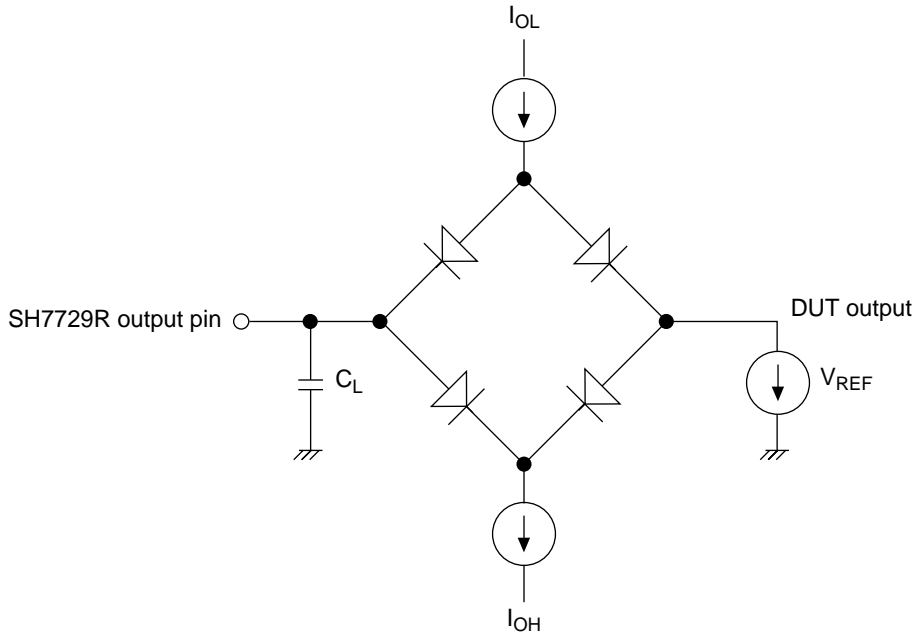 I_OL
SH7729R output pin
DUT output
C_L
V_REF
I_OH